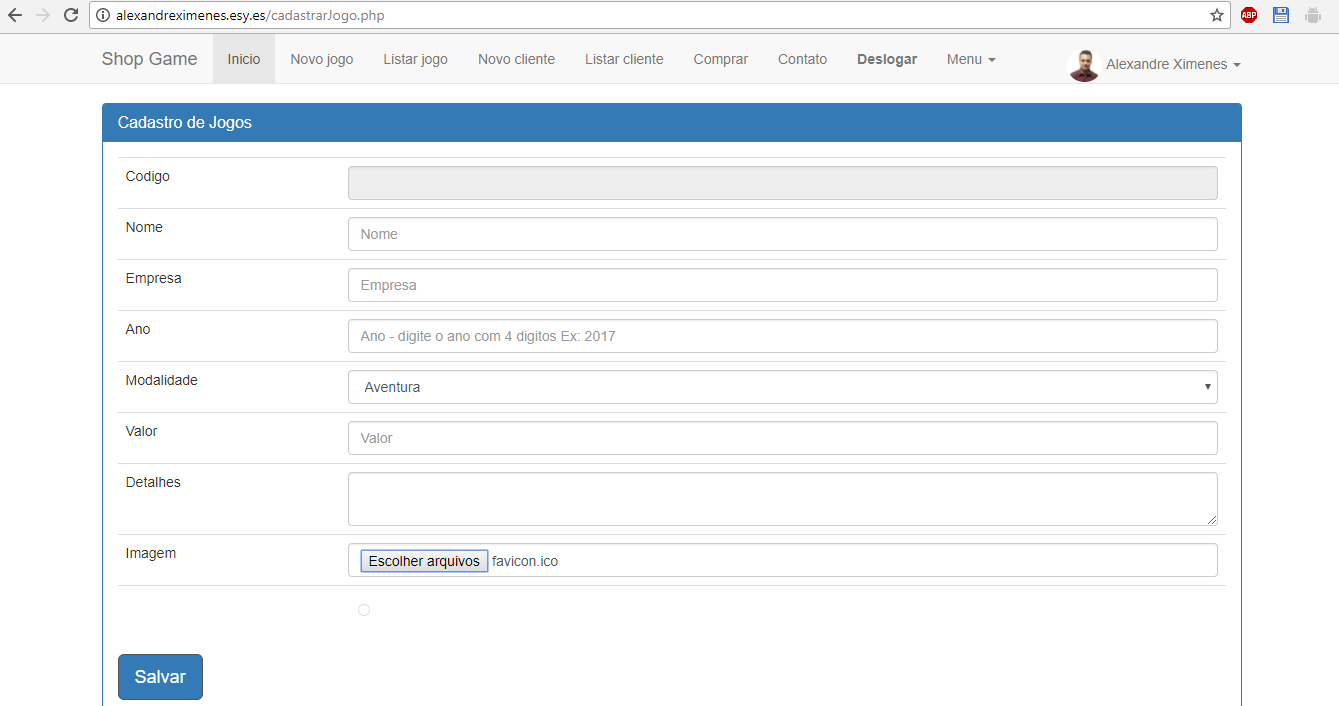 alexandreximenes.esy.es/cadastrarJogo.php
ABP
Shop Game Inicio Novo jogo Listar jogo Novo cliente Listar cliente Comprar Contato Deslogar Menu Alexandre Ximenes
Cadastro de Jogos
Codigo
Nome Nome
Empresa Empresa
Ano Ano - digite o ano com 4 digitos Ex: 2017
Modalidade Aventura
Valor Valor
Detalhes
Imagem Escolher arquivos favicon.ico
Salvar